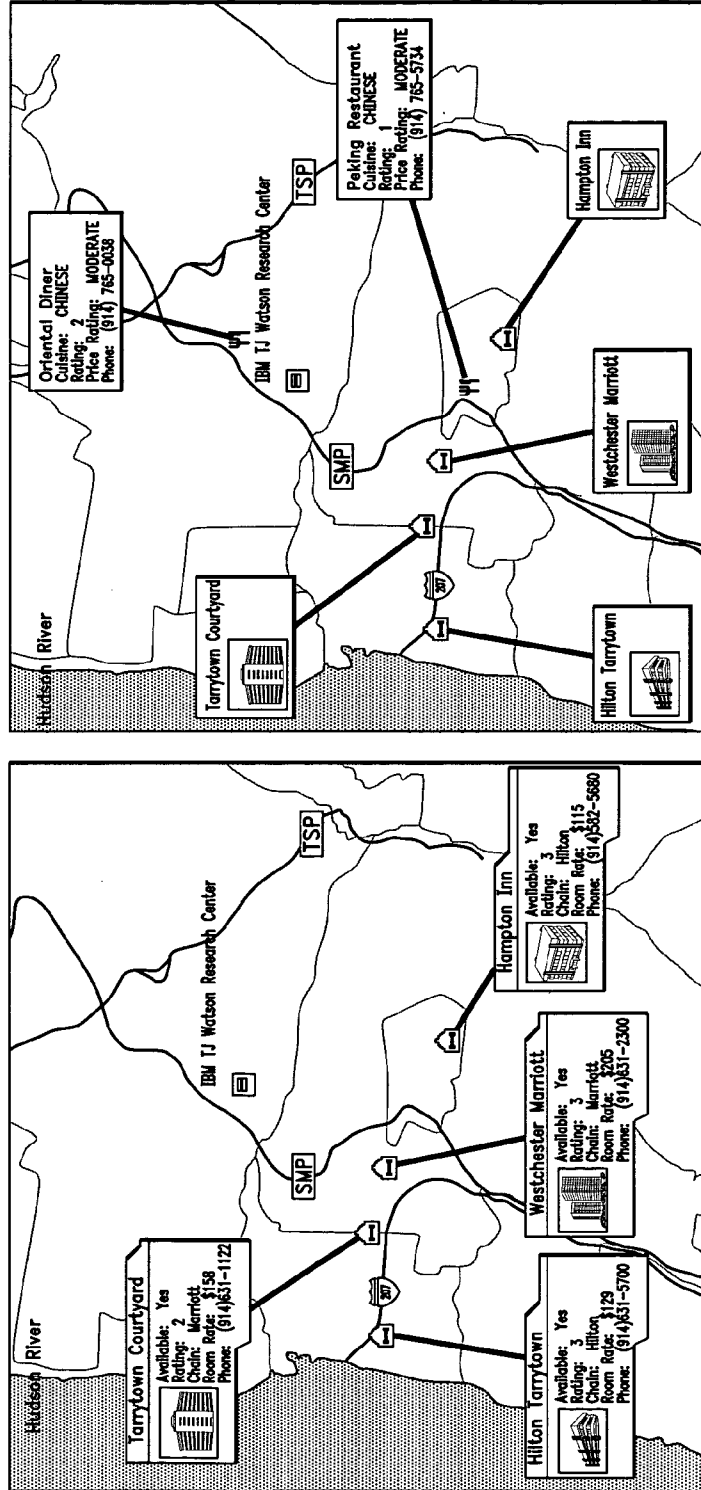 Hudson River
Tarrytown Courtyard
Available: Yes
Rating: 2
Chain: Marriott
Room Rate: $158
Phone: (914)631-1122
IBM TJ Watson Research Center
TSP
SMP
207
Hilton Tarrytown
Available: Yes
Rating: 3
Chain: Hilton
Room Rate: $129
Phone: (914)631-5700
Westchester Marriott
Available: Yes
Rating: 3
Chain: Marriott
Room Rate: $205
Phone: (914)631-2300
Hampton Inn
Available: Yes
Rating: 3
Chain: Hilton
Room Rate: $115
Phone: (914)582-5680
Hudson River
Oriental Diner
Cuisine: CHINESE
Rating: 2
Price Rating: MODERATE
Phone: (914) 765-0038
IBM TJ Watson Research Center
TSP
Tarrytown Courtyard
SMP
Peking Restaurant
Cuisine: CHINESE
Rating: 1
Price Rating: MODERATE
Phone: (914) 765-5734
207
Hilton Tarrytown
Westchester Marriott
Hampton Inn